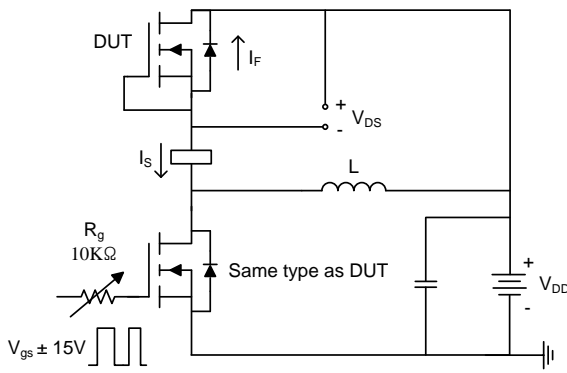 DUT
I_F
+
-
V_DS
I_S
L
R_g
10KΩ
Same type as DUT
+
-
V_DD
V_gs ± 15V